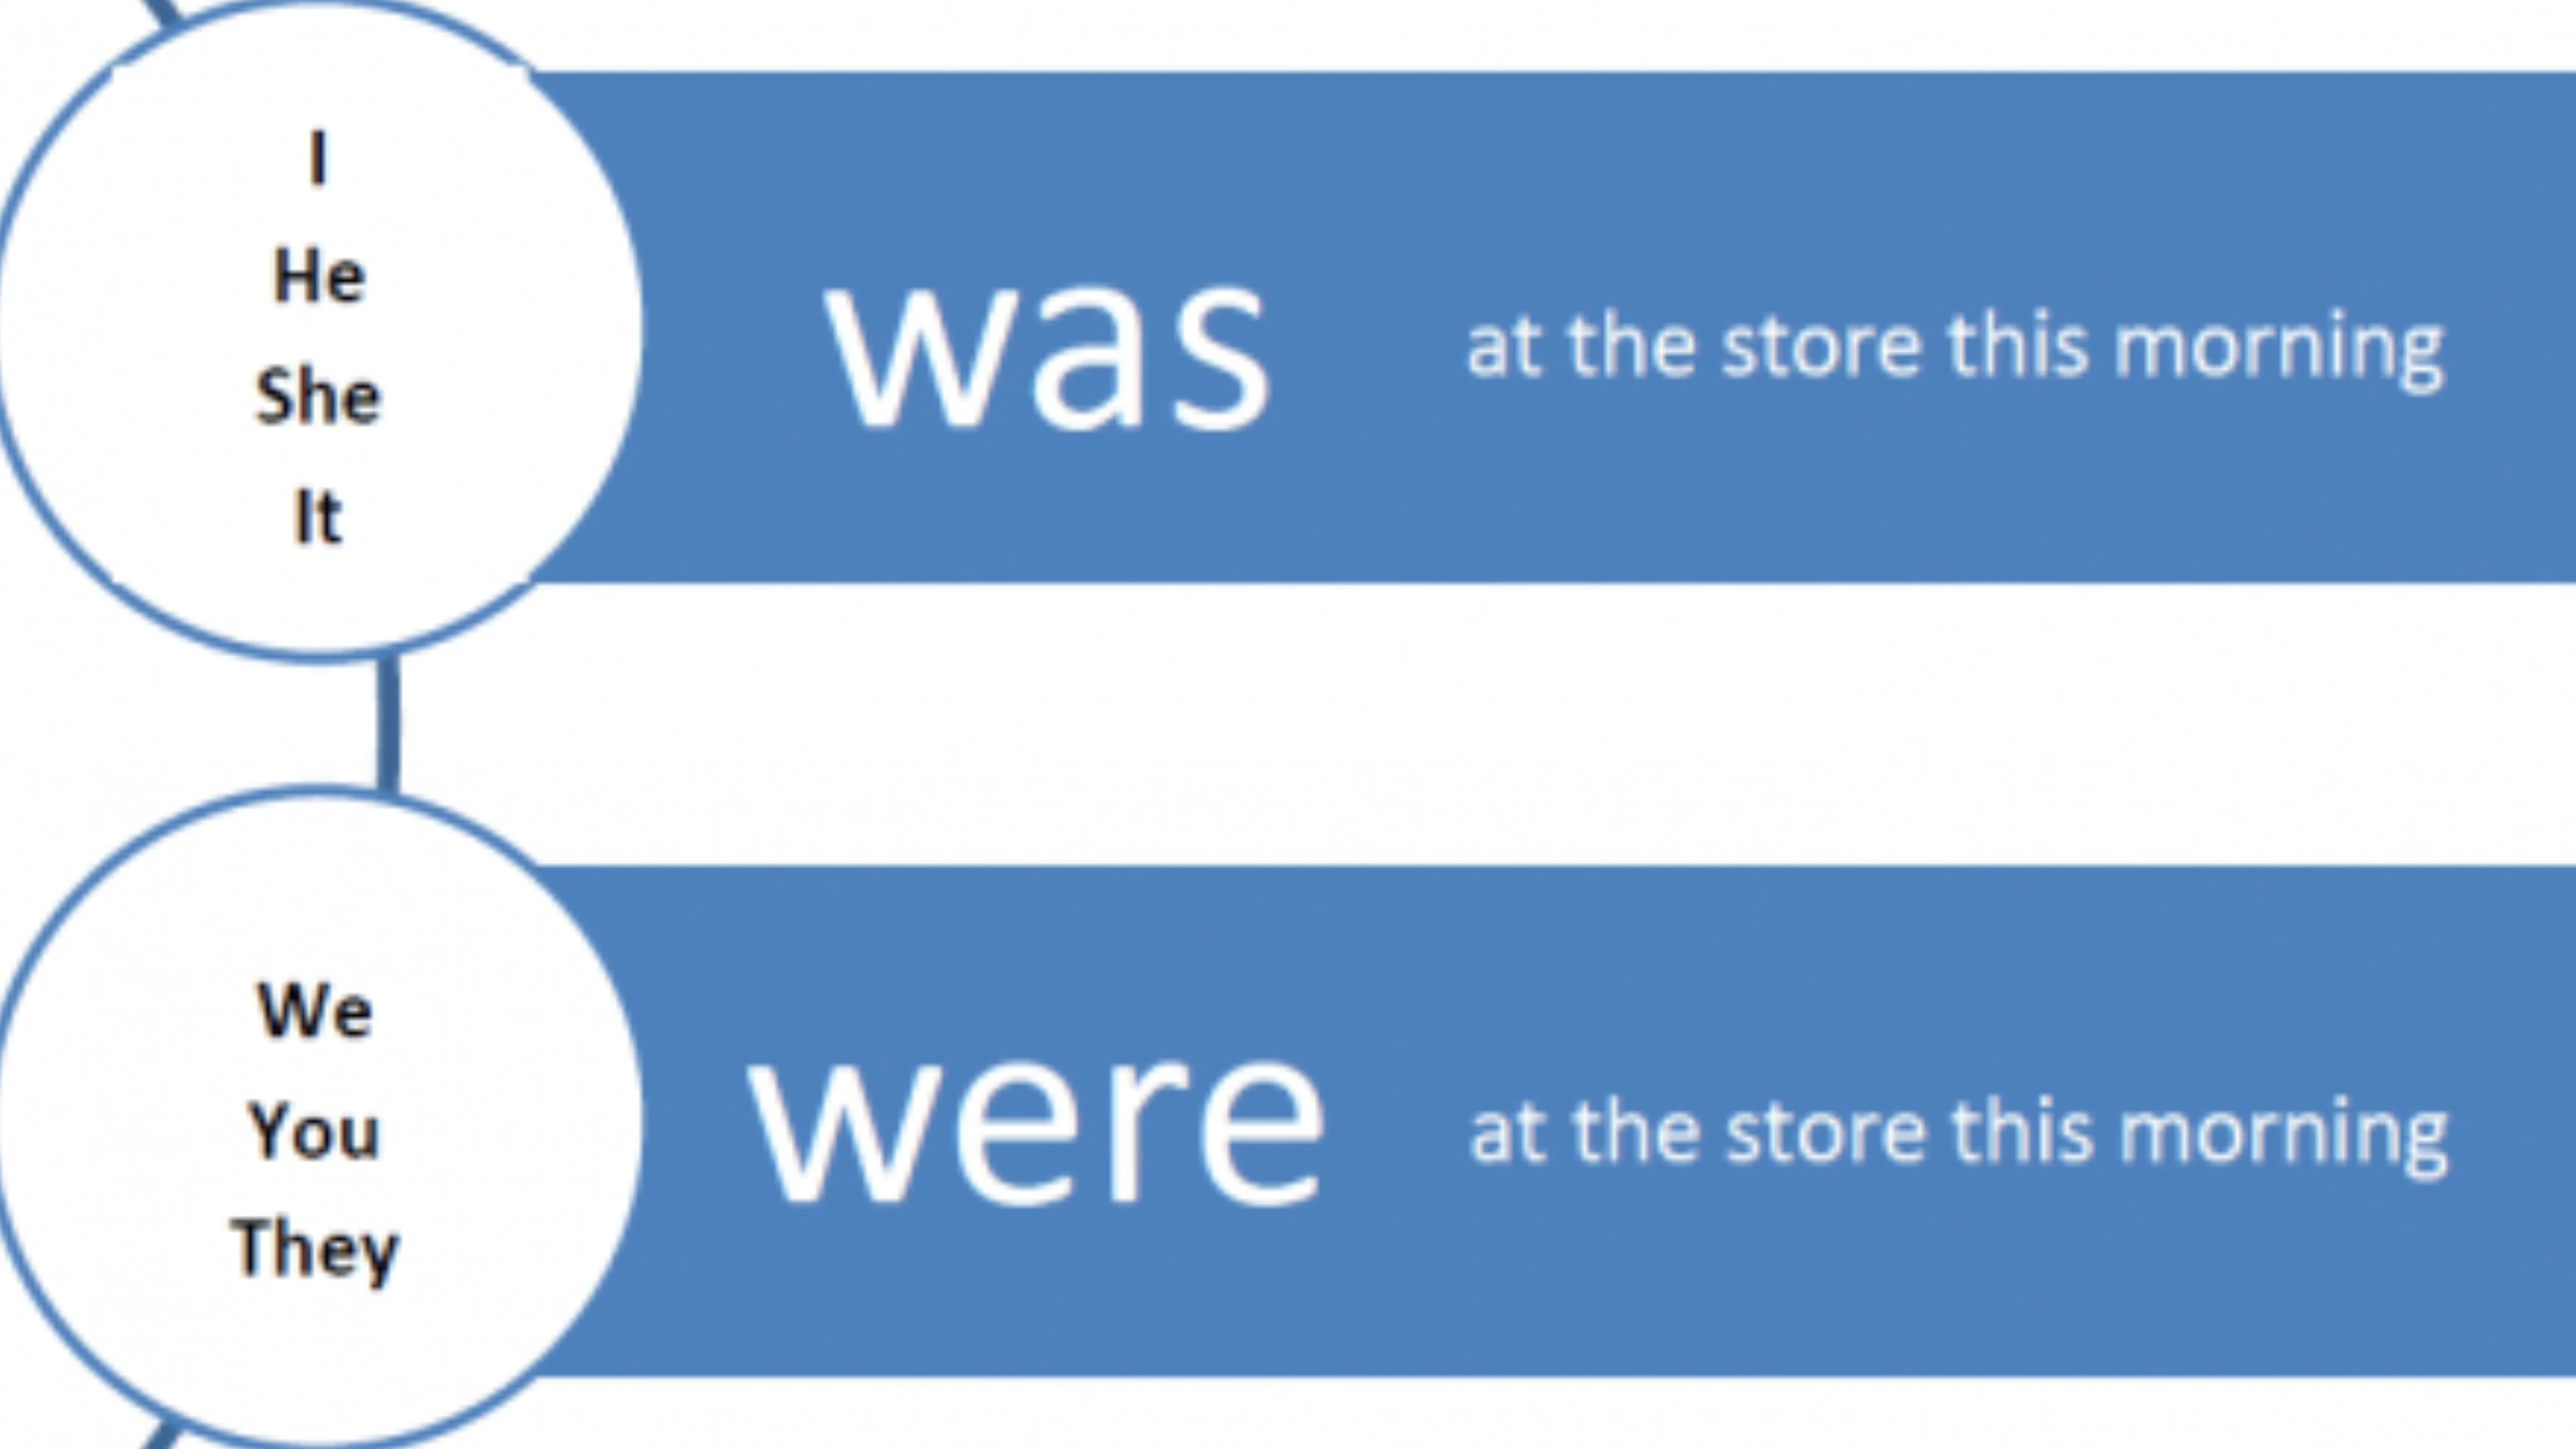 I
He
She
It
was at the store this morning
We
You
They
were at the store this morning